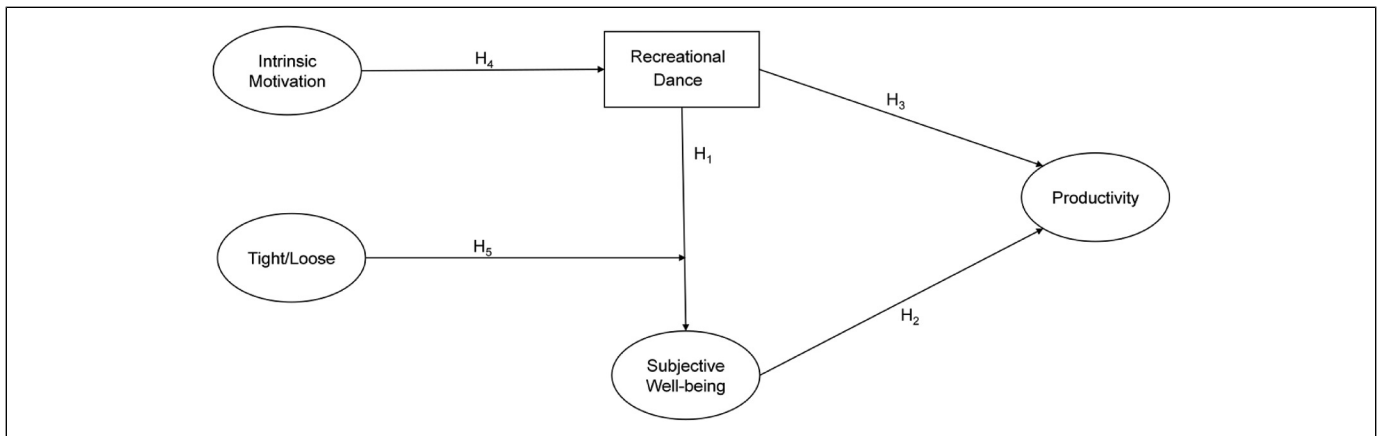 Intrinsic
Motivation
H₄
Recreational
Dance
H₃
H₁
Productivity
Tight/Loose
H₅
H₂
Subjective
Well-being